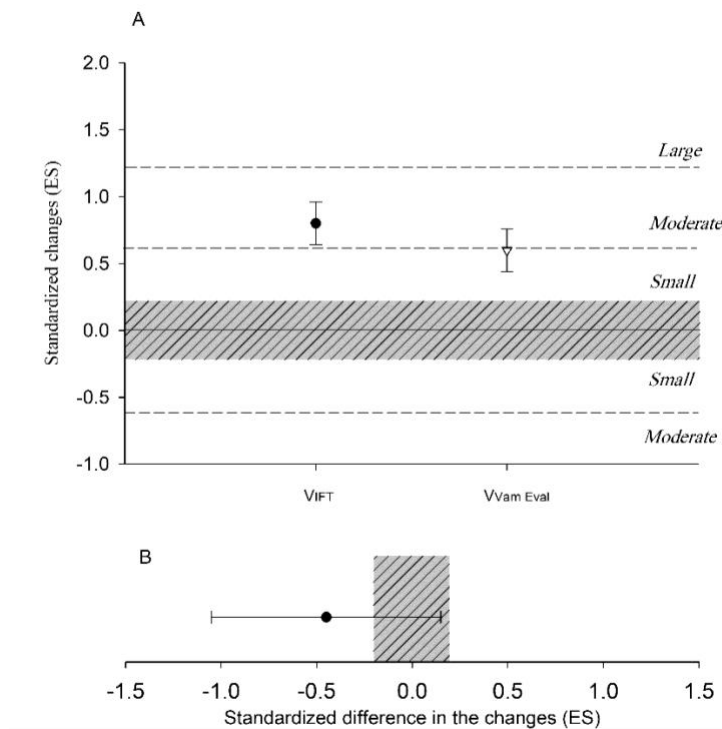 A
Standardized changes (ES)
2.0
1.5
1.0
0.5
0.0
-0.5
-1.0
Large
Moderate
Small
Small
Moderate
VIFT
VVam Eval
B
-1.5 -1.0 -0.5 0.0 0.5 1.0 1.5
Standardized difference in the changes (ES)